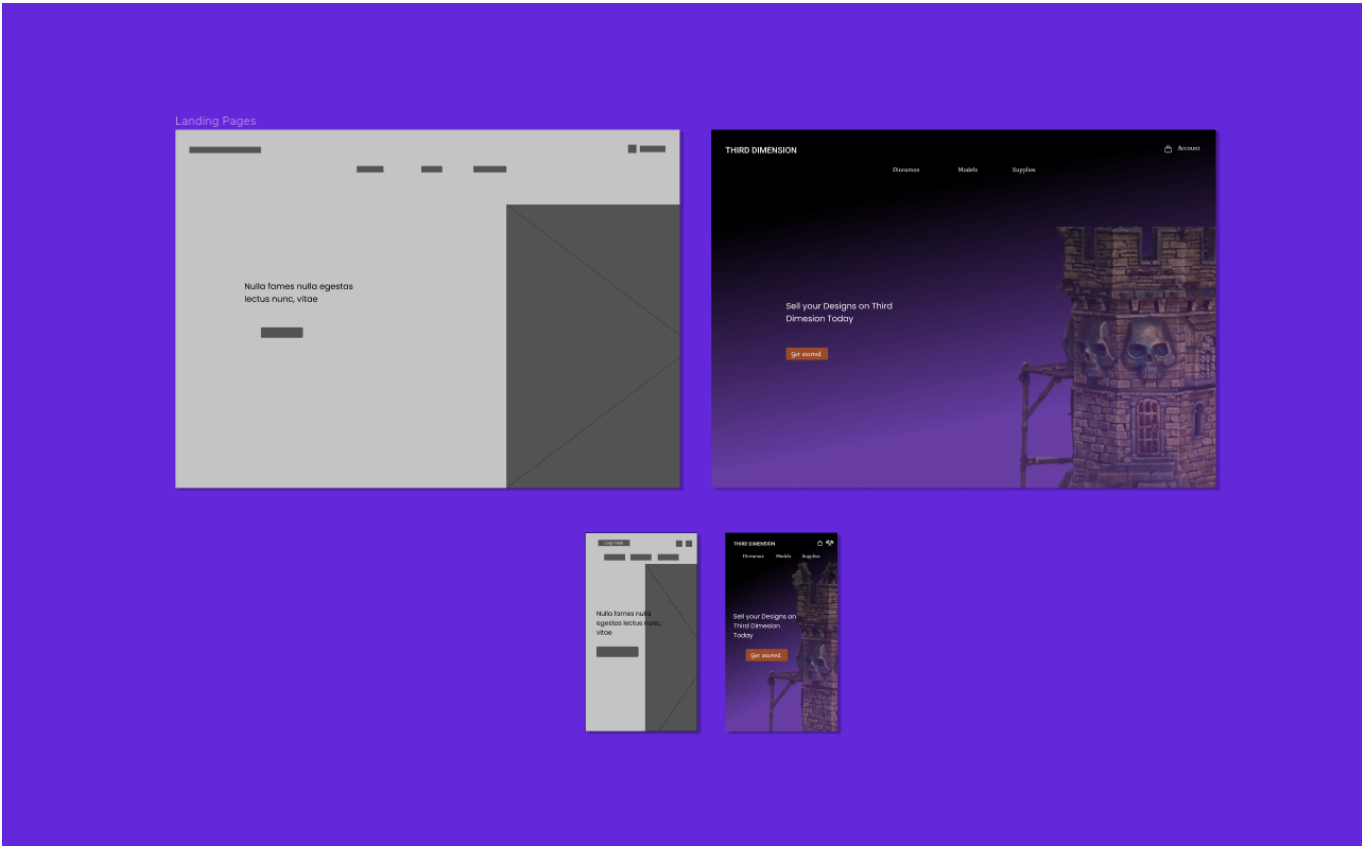 Landing Pages
THIRD DIMENSION
Account
Dioramas Models Supplies
Nulla fames nulla egestas
lectus nunc, vitae
Sell your Designs on Third
Dimesion Today
Get started
Logo here
THIRD DIMENSION
Dioramas Models Supplies
Nulla fames nulla
egestas lectus nunc,
vitae
Sell your Designs on
Third Dimesion
Today
Get started